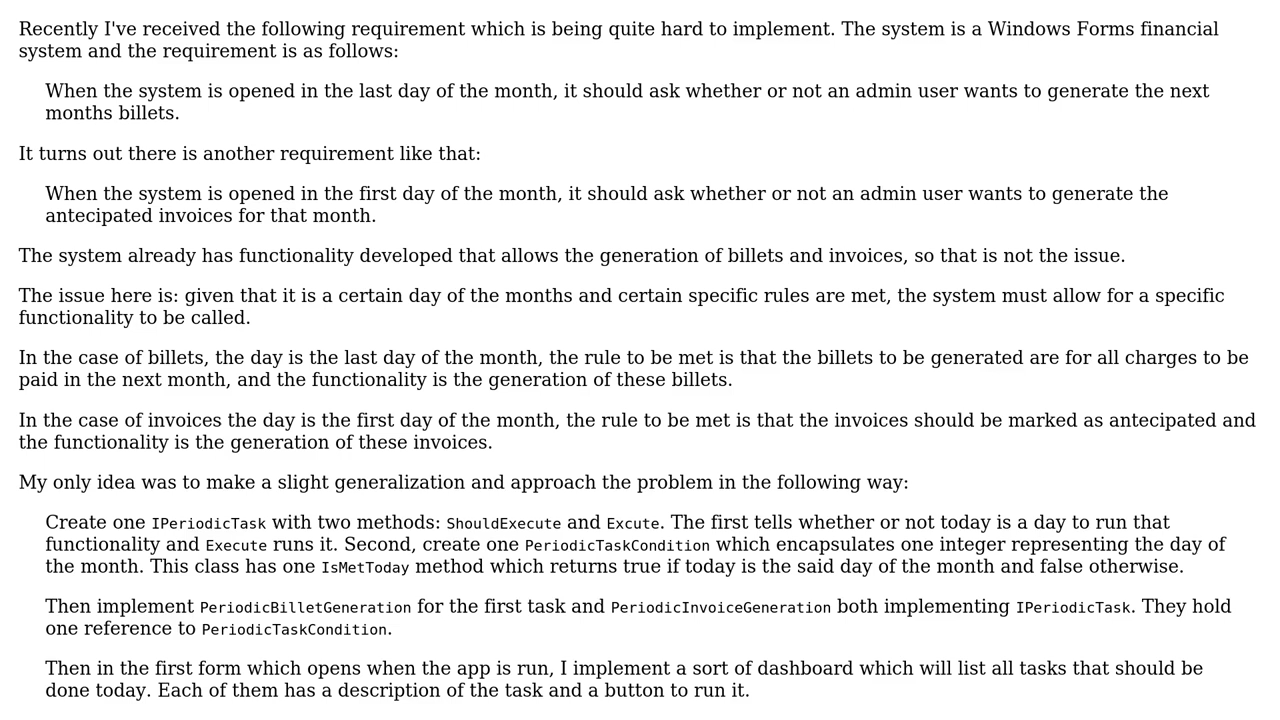 Recently I've received the following requirement which is being quite hard to implement. The system is a Windows Forms financial
system and the requirement is as follows:
When the system is opened in the last day of the month, it should ask whether or not an admin user wants to generate the next
months billets.
It turns out there is another requirement like that:
When the system is opened in the first day of the month, it should ask whether or not an admin user wants to generate the
antecipated invoices for that month.
The system already has functionality developed that allows the generation of billets and invoices, so that is not the issue.
The issue here is: given that it is a certain day of the months and certain specific rules are met, the system must allow for a specific
functionality to be called.
In the case of billets, the day is the last day of the month, the rule to be met is that the billets to be generated are for all charges to be
paid in the next month, and the functionality is the generation of these billets.
In the case of invoices the day is the first day of the month, the rule to be met is that the invoices should be marked as antecipated and
the functionality is the generation of these invoices.
My only idea was to make a slight generalization and approach the problem in the following way:
Create one IPeriodicTask with two methods: ShouldExecute and Excute. The first tells whether or not today is a day to run that
functionality and Execute runs it. Second, create one PeriodicTaskCondition which encapsulates one integer representing the day of
the month. This class has one IsMetToday method which returns true if today is the said day of the month and false otherwise.
Then implement PeriodicBilletGeneration for the first task and PeriodicInvoiceGeneration both implementing IPeriodicTask. They hold
one reference to PeriodicTaskCondition.
Then in the first form which opens when the app is run, I implement a sort of dashboard which will list all tasks that should be
done today. Each of them has a description of the task and a button to run it.